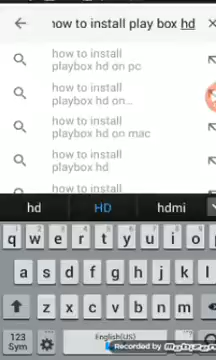 how to install play box hd
how to install
playbox hd on pc
how to install
playbox hd on...
how to install
playbox hd on mac
how to install
playbox hd
how to install
hd HD hdmi
q w e r t y u i o
a s d f g h j k l
z x c v b n m
123
Sym
English(US)
Recorded by